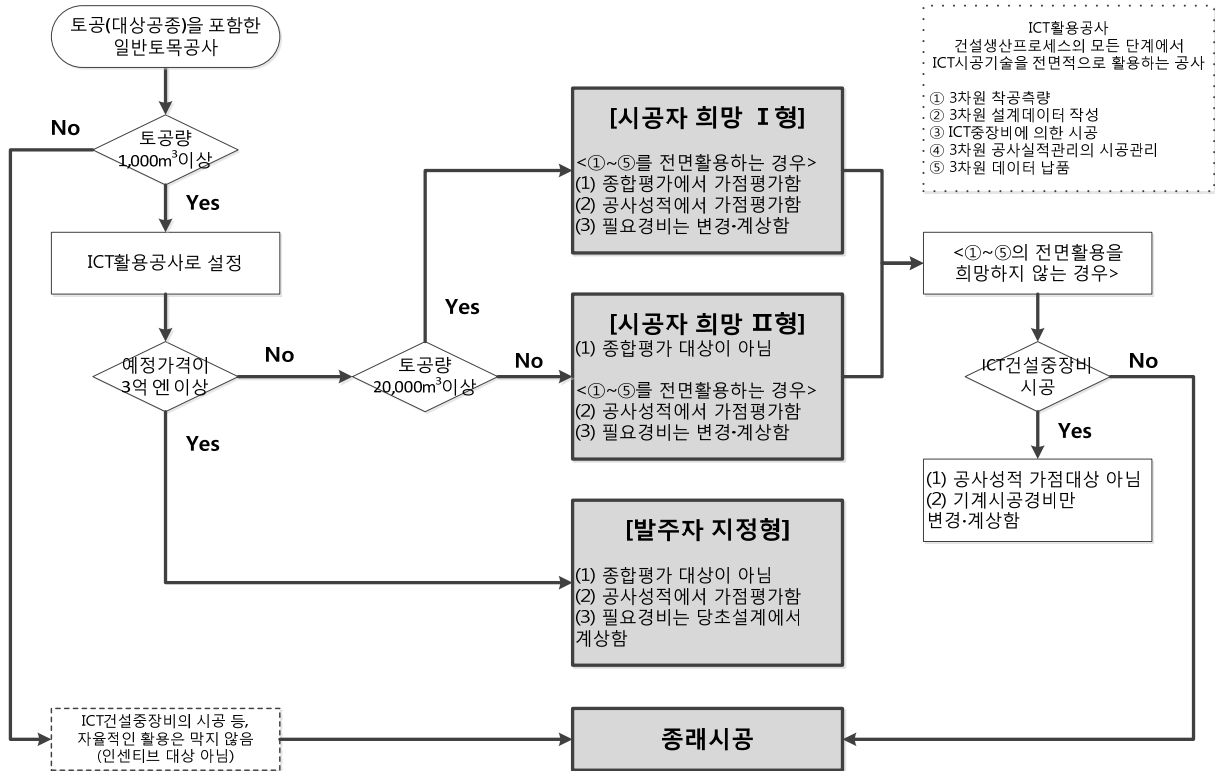 토공(대상공종)을 포함한
일반토목공사
No
토공량
1,000m³이상
Yes
ICT활용공사로 설정
예정가격이
3억 엔 이상
No
Yes
토공량
20,000m³이상
Yes
No
[시공자 희망 Ⅰ형]
<①~⑤를 전면활용하는 경우>
(1) 종합평가에서 가점평가함
(2) 공사성적에서 가점평가함
(3) 필요경비는 변경·계상함
[시공자 희망 Ⅱ형]
(1) 종합평가 대상이 아님
<①~⑤를 전면활용하는 경우>
(2) 공사성적에서 가점평가함
(3) 필요경비는 변경·계상함
[발주자 지정형]
(1) 종합평가 대상이 아님
(2) 공사성적에서 가점평가함
(3) 필요경비는 당초설계에서
계상함
ICT활용공사
건설생산프로세스의 모든 단계에서
ICT시공기술을 전면적으로 활용하는 공사
① 3차원 착공측량
② 3차원 설계데이터 작성
③ ICT중장비에 의한 시공
④ 3차원 공사실적관리의 시공관리
⑤ 3차원 데이터 납품
<①~⑤의 전면활용을
희망하지 않는 경우>
ICT건설중장비
시공
No
Yes
(1) 공사성적 가점대상 아님
(2) 기계시공경비만
변경·계상함
ICT건설중장비의 시공 등,
자율적인 활용은 막지 않음
(인센티브 대상 아님)
종래시공